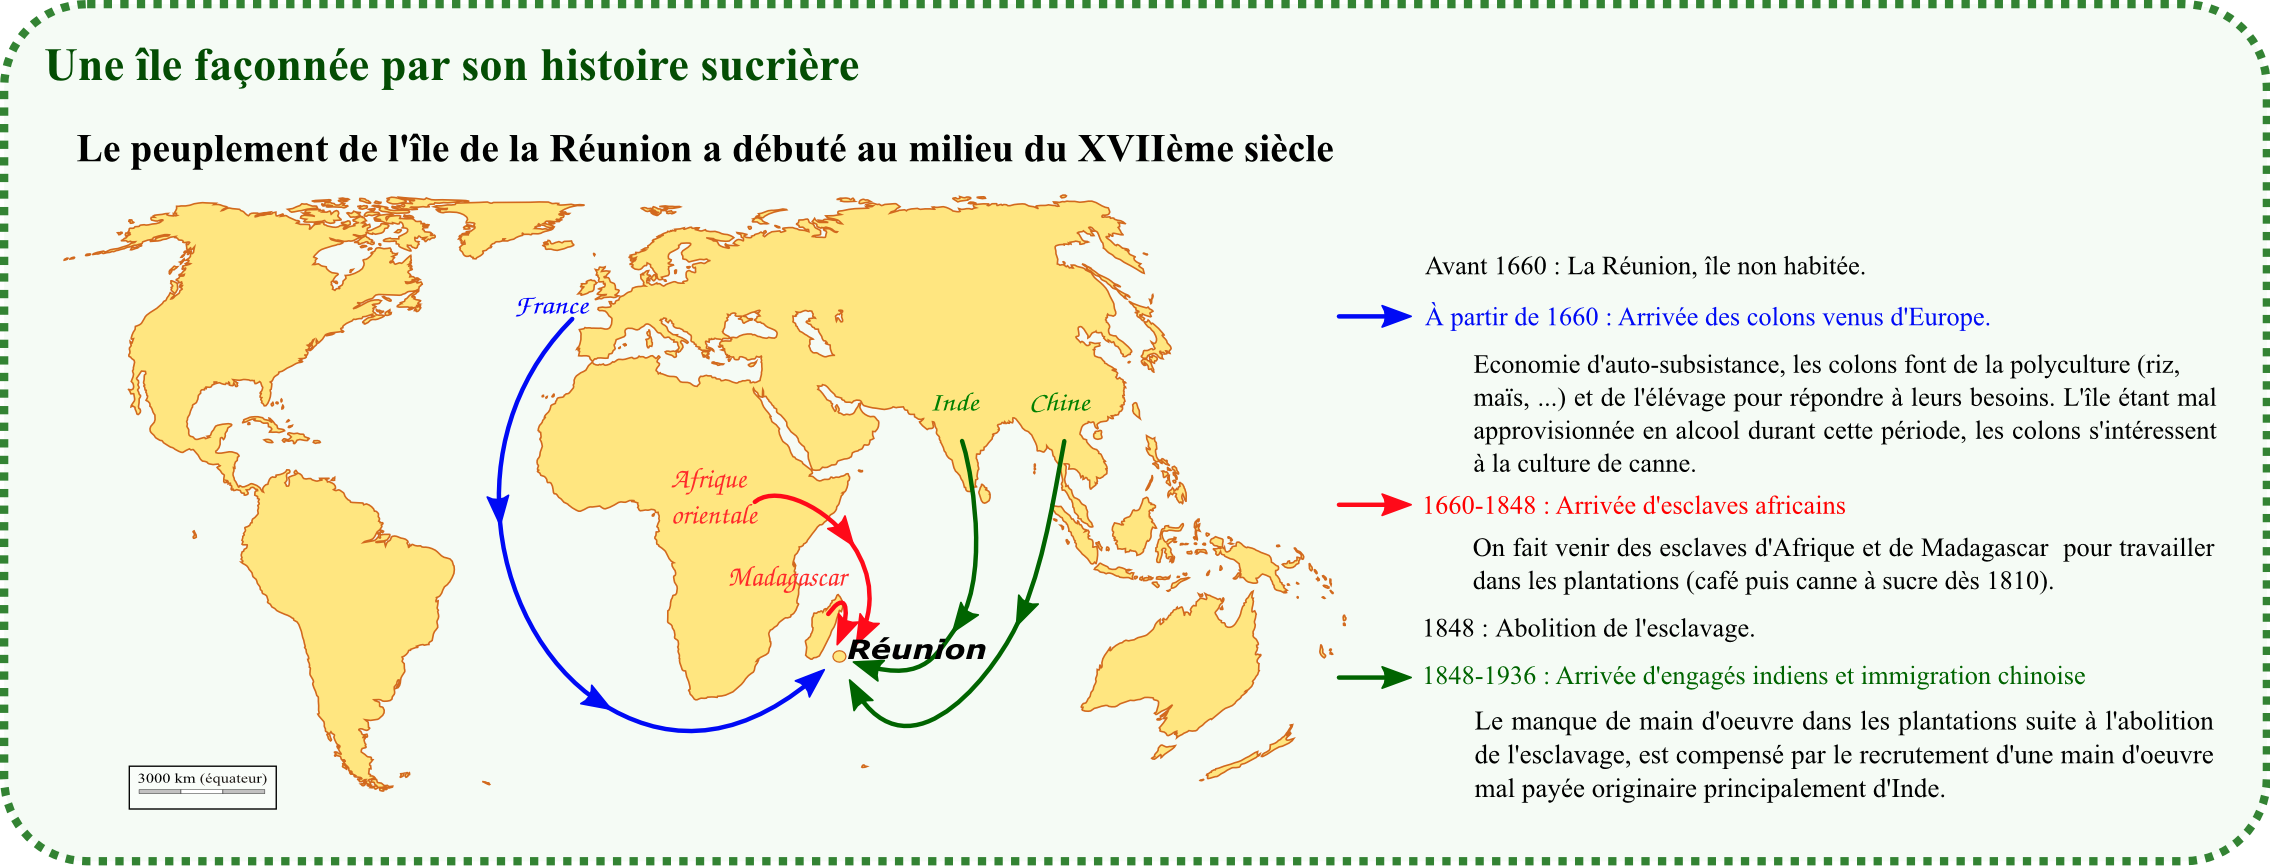 Une île façonnée par son histoire sucrière
Le peuplement de l'île de la Réunion a débuté au milieu du XVIIème siècle
France
Inde
Chine
Afrique
orientale
Madagascar
Réunion
3000 km (équateur)
Avant 1660 : La Réunion, île non habitée.
À partir de 1660 : Arrivée des colons venus d'Europe.
Economie d'auto-subsistance, les colons font de la polyculture (riz,
maïs, ...) et de l'élévage pour répondre à leurs besoins. L'île étant mal
approvisionnée en alcool durant cette période, les colons s'intéressent
à la culture de canne.
1660-1848 : Arrivée d'esclaves africains
On fait venir des esclaves d'Afrique et de Madagascar  pour travailler
dans les plantations (café puis canne à sucre dès 1810).
1848 : Abolition de l'esclavage.
1848-1936 : Arrivée d'engagés indiens et immigration chinoise
Le manque de main d'oeuvre dans les plantations suite à l'abolition
de l'esclavage, est compensé par le recrutement d'une main d'oeuvre
mal payée originaire principalement d'Inde.